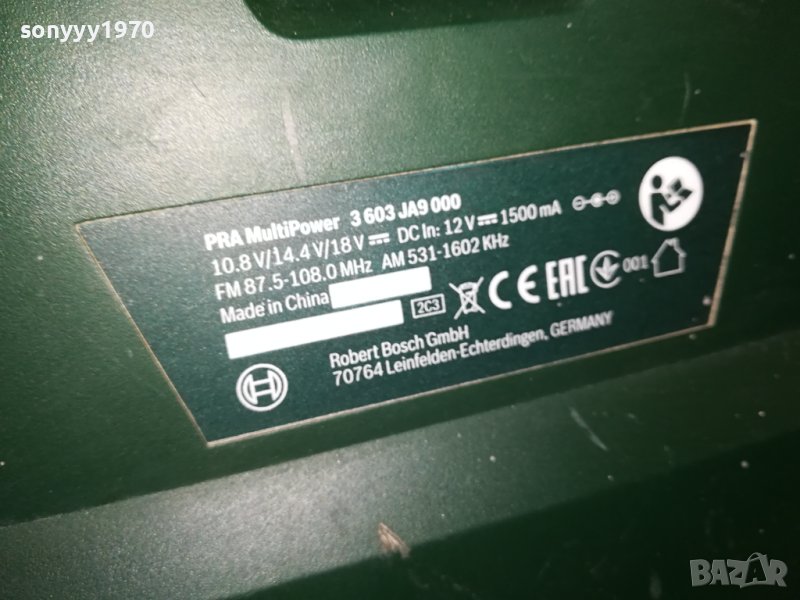 sonyyy1970
PRA MultiPower 3 603 JA9 000
10.8 V/14.4 V/18 V DC In: 12 V 1500 mA
FM 87.5-108.0 MHz AM 531-1602 KHz
Made in China
2C3 CE EAC 001
Robert Bosch GmbH
70764 Leinfelden-Echterdingen, GERMANY
BAZAR